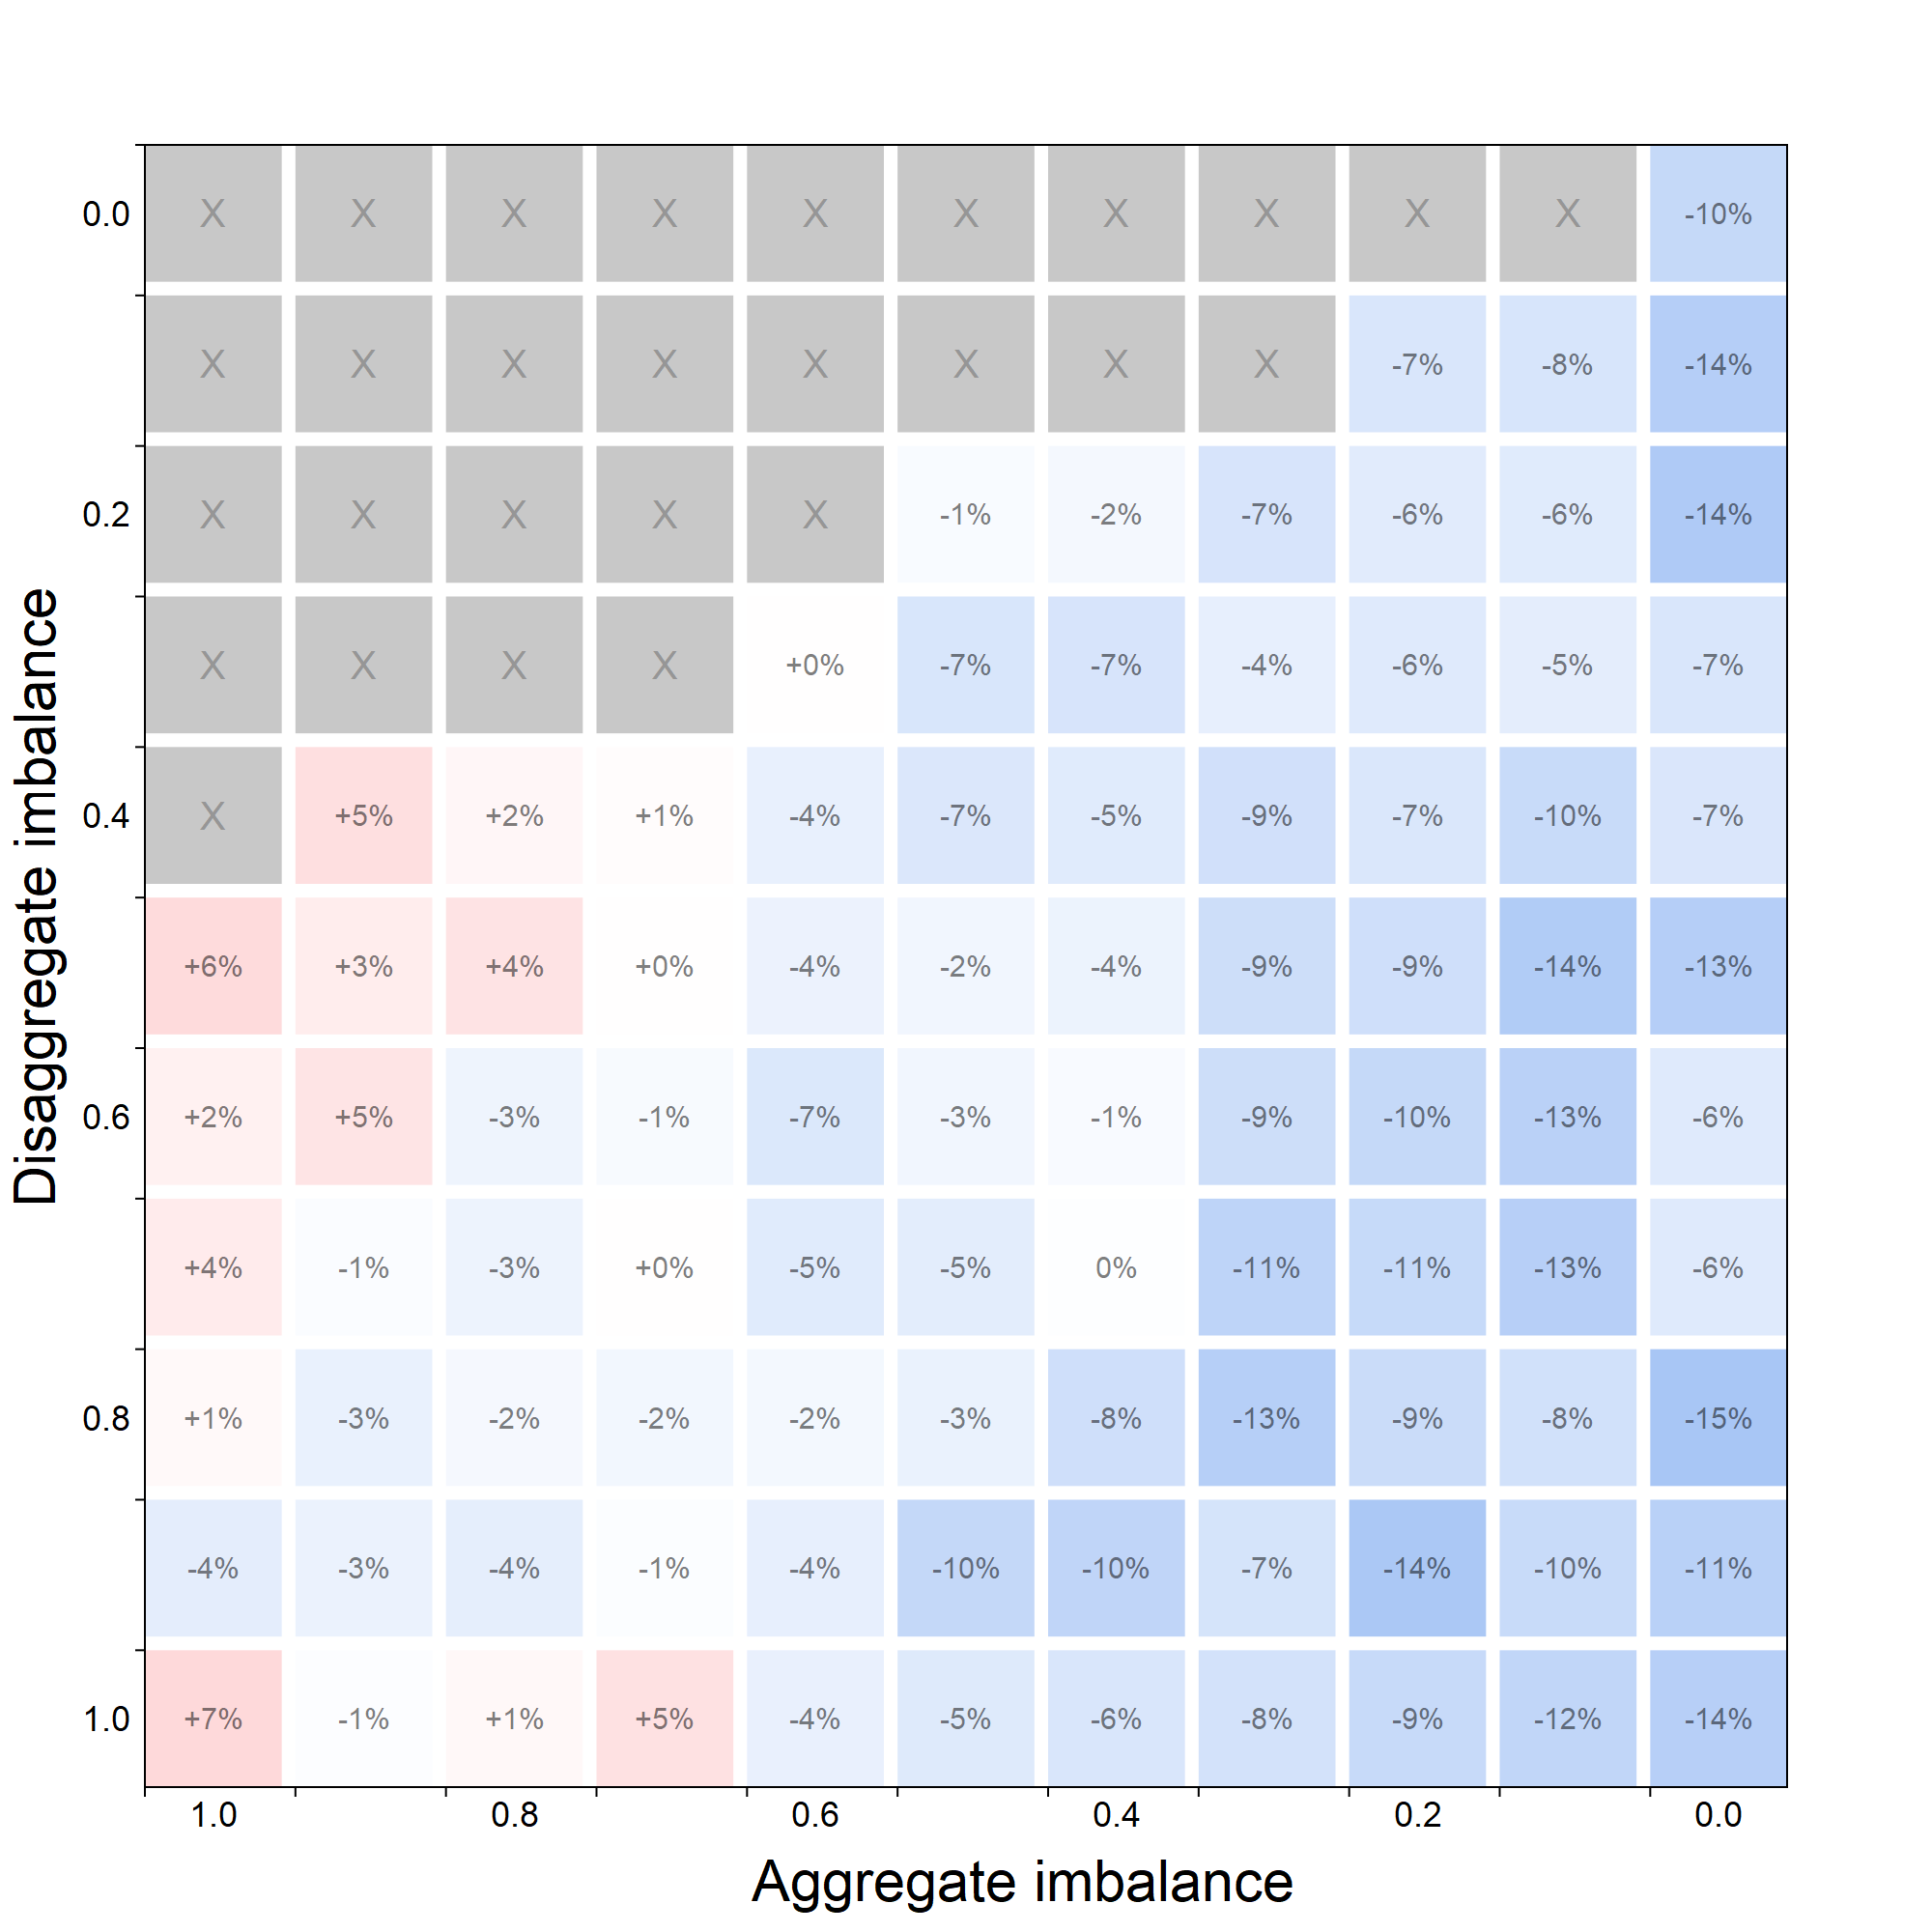 0.0 X X X X X X X X X X -10%
X X X X X X X X -7% -8% -14%
0.2 X X X X X -1% -2% -7% -6% -6% -14%
X X X X +0% -7% -7% -4% -6% -5% -7%
0.4 X +5% +2% +1% -4% -7% -5% -9% -7% -10% -7%
+6% +3% +4% +0% -4% -2% -4% -9% -9% -14% -13%
0.6 +2% +5% -3% -1% -7% -3% -1% -9% -10% -13% -6%
+4% -1% -3% +0% -5% -5% 0% -11% -11% -13% -6%
0.8 +1% -3% -2% -2% -2% -3% -8% -13% -9% -8% -15%
-4% -3% -4% -1% -4% -10% -10% -7% -14% -10% -11%
1.0 +7% -1% +1% +5% -4% -5% -6% -8% -9% -12% -14%
1.0 0.8 0.6 0.4 0.2 0.0
Aggregate imbalance
Disaggregate imbalance